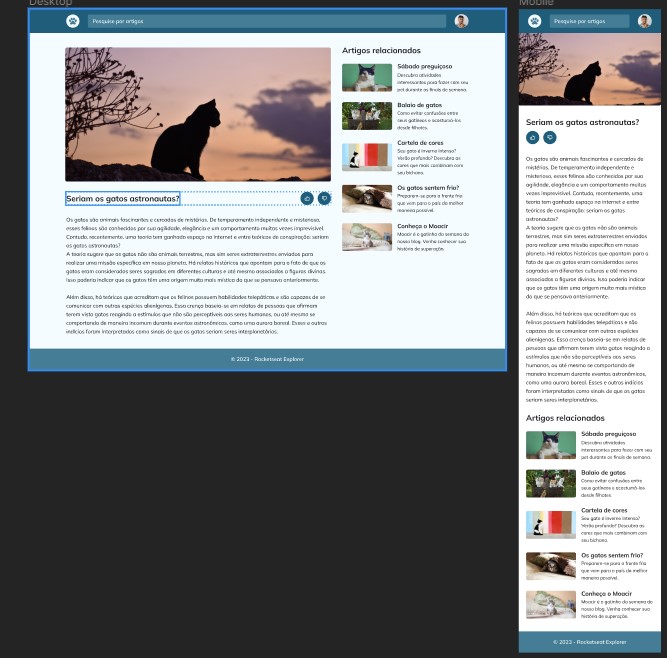 Desktop
Pesquise por artigos
Seriam os gatos astronautas?
Os gatos são animais fascinantes e cercados de mistérios. De temperamento independente e misterioso,
esses felinos são conhecidos por sua agilidade, elegância e um comportamento muitas vezes imprevisível.
Contudo, recentemente, uma teoria tem ganhado espaço na internet e entre teóricos de conspiração: seriam
os gatos astronautas?
A teoria sugere que os gatos não são animais terrestres, mas sim seres extraterrestres enviados para
realizar uma missão específica em nosso planeta. Há relatos históricos que apontam para o fato de que os
gatos eram considerados seres sagrados em diferentes culturas e até mesmo associados a figuras divinas.
Isso poderia indicar que os gatos têm uma origem muito mais mística do que se pensava anteriormente.
Além disso, há teóricos que acreditam que os felinos possuem habilidades telepáticas e são capazes de se
comunicar com outras espécies alienígenas. Essa crença baseia-se em relatos de pessoas que afirmam
terem visto gatos reagindo a estímulos que não são perceptíveis aos seres humanos, ou até mesmo se
comportando de maneira incomum durante eventos astronômicos, como uma aurora boreal. Esses e outros
indícios foram interpretados como sinais de que os gatos seriam seres interplanetários.
Artigos relacionados
Sábado preguiçoso
Descubra atividades
interessantes para fazer com seu
pet durante os finais de semana.
Balaio de gatos
Como evitar confusões entre
seus gatíneos e acostumá-los
desde filhotes.
Cartela de cores
Seu gato é inverno intenso?
Verão profundo? Descubra as
cores que mais combinam com
seu bichano.
Os gatos sentem frio?
Preparem-se para a frente fria
que vem para o país da melhor
maneira possível.
Conheça o Moacir
Moacir é o gatinho da semana do
nosso blog. Venha conhecer sua
história de superação.
© 2023 - Rocketseat Explorer
Mobile
Pesquise por artigos
Seriam os gatos astronautas?
Os gatos são animais fascinantes e cercados de
mistérios. De temperamento independente e
misterioso, esses felinos são conhecidos por sua
agilidade, elegância e um comportamento muitas
vezes imprevisível. Contudo, recentemente, uma
teoria tem ganhado espaço na internet e entre
teóricos de conspiração: seriam os gatos
astronautas?
A teoria sugere que os gatos não são animais
terrestres, mas sim seres extraterrestres enviados
para realizar uma missão específica em nosso
planeta. Há relatos históricos que apontam para o
fato de que os gatos eram considerados seres
sagrados em diferentes culturas e até mesmo
associados a figuras divinas. Isso poderia indicar
que os gatos têm uma origem muito mais mística
do que se pensava anteriormente.
Além disso, há teóricos que acreditam que os
felinos possuem habilidades telepáticas e são
capazes de se comunicar com outras espécies
alienígenas. Essa crença baseia-se em relatos de
pessoas que afirmam terem visto gatos reagindo a
estímulos que não são perceptíveis aos seres
humanos, ou até mesmo se comportando de
maneira incomum durante eventos astronômicos,
como uma aurora boreal. Esses e outros indícios
foram interpretados como sinais de que os gatos
seriam seres interplanetários.
Artigos relacionados
Sábado preguiçoso
Descubra atividades
interessantes para fazer com seu
pet durante os finais de semana.
Balaio de gatos
Como evitar confusões entre
seus gatíneos e acostumá-los
desde filhotes.
Cartela de cores
Seu gato é inverno intenso?
Verão profundo? Descubra as
cores que mais combinam com
seu bichano.
Os gatos sentem frio?
Preparem-se para a frente fria
que vem para o país da melhor
maneira possível.
Conheça o Moacir
Moacir é o gatinho da semana do
nosso blog. Venha conhecer sua
história de superação.
© 2023 - Rocketseat Explorer